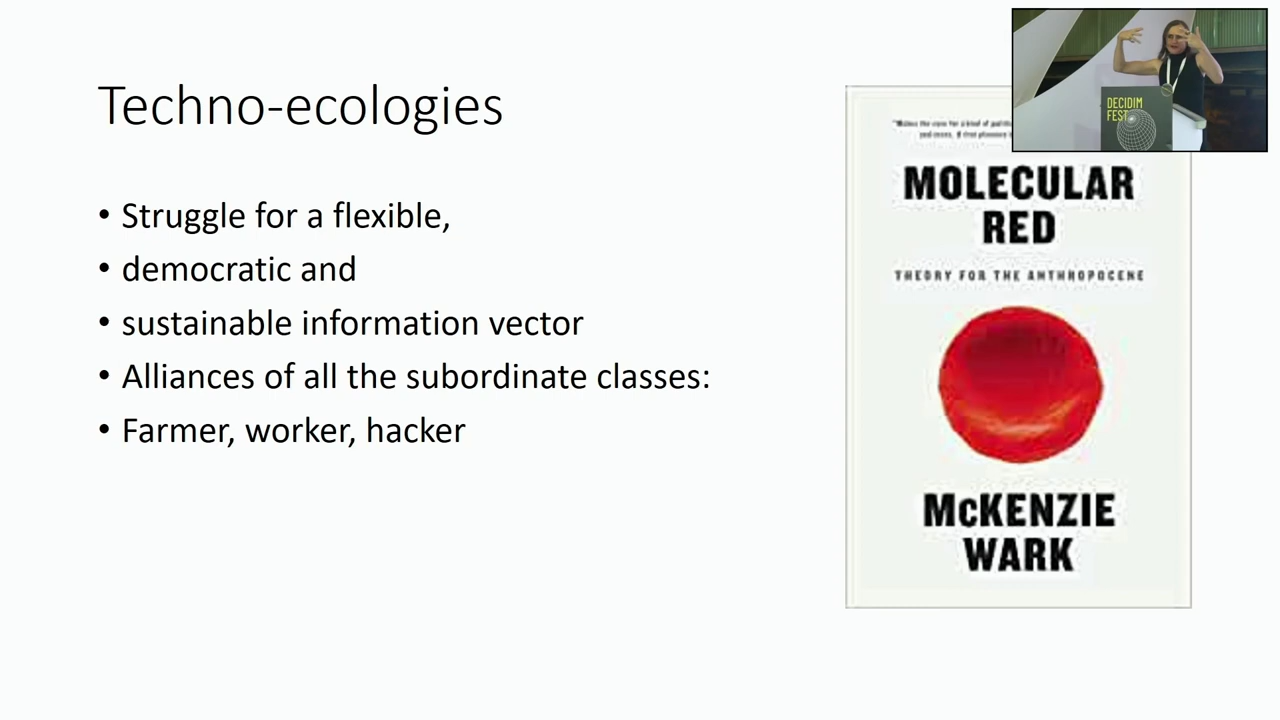 Techno-ecologies
• Struggle for a flexible,
• democratic and
• sustainable information vector
• Alliances of all the subordinate classes:
• Farmer, worker, hacker
MOLECULAR
RED
THEORY FOR THE ANTHROPOCENE
McKENZIE
WARK
DECIDIM
FEST